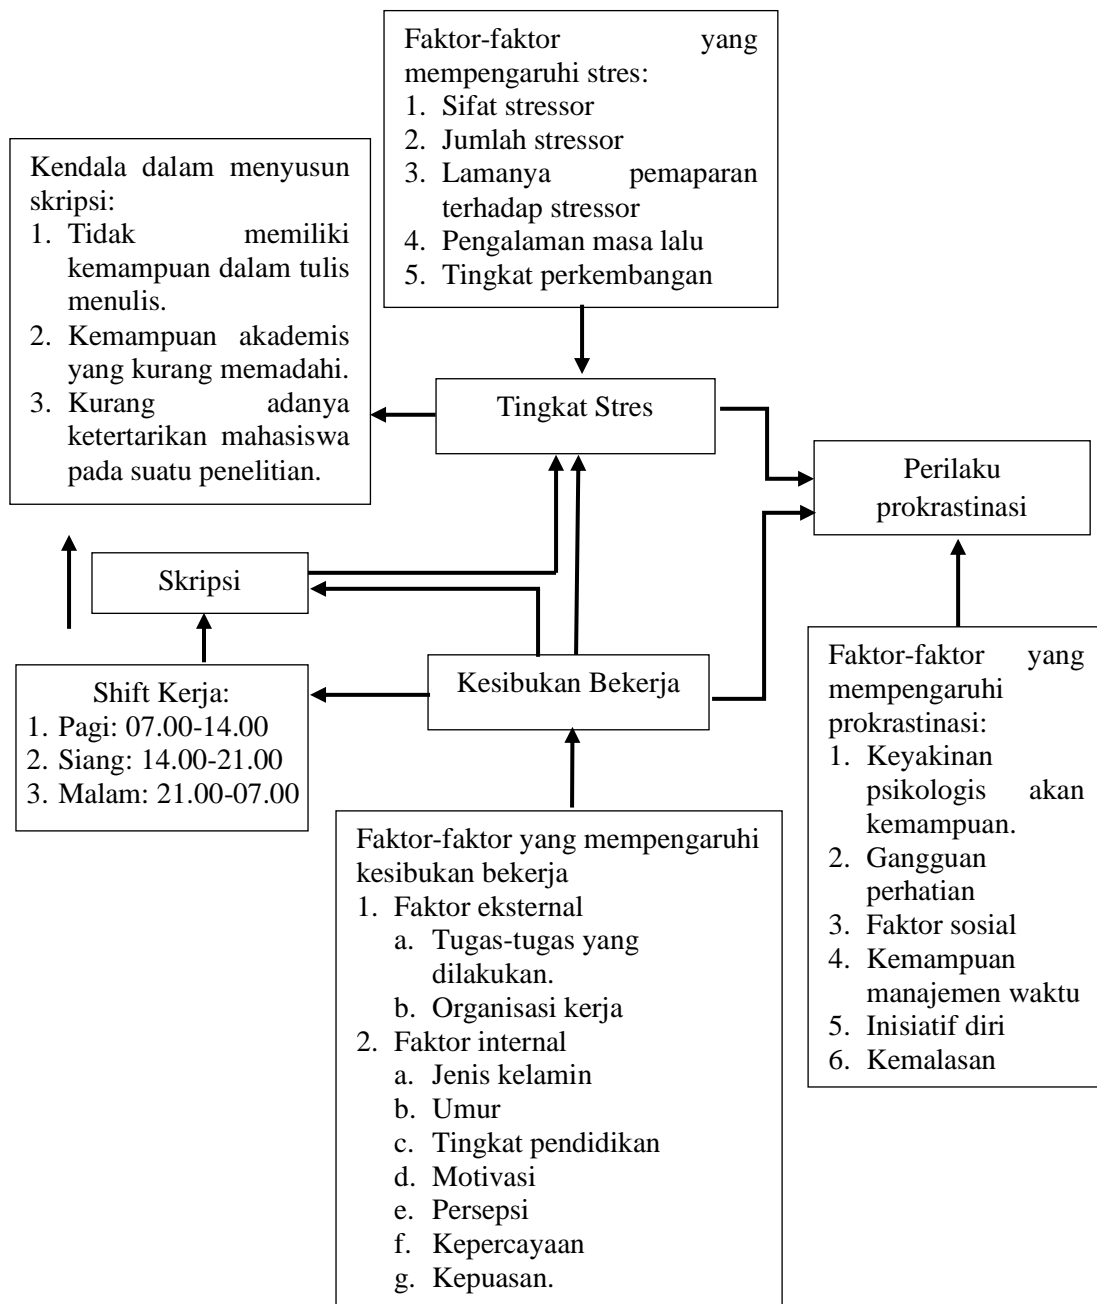 Faktor-faktor yang
mempengaruhi stres:
1. Sifat stressor
2. Jumlah stressor
3. Lamanya pemaparan
terhadap stressor
4. Pengalaman masa lalu
5. Tingkat perkembangan
Kendala dalam menyusun
skripsi:
1. Tidak memiliki
kemampuan dalam tulis
menulis.
2. Kemampuan akademis
yang kurang memadahi.
3. Kurang adanya
ketertarikan mahasiswa
pada suatu penelitian.
Tingkat Stres
Perilaku
prokrastinasi
Skripsi
Shift Kerja:
1. Pagi: 07.00-14.00
2. Siang: 14.00-21.00
3. Malam: 21.00-07.00
Kesibukan Bekerja
Faktor-faktor yang
mempengaruhi
prokrastinasi:
1. Keyakinan
psikologis akan
kemampuan.
2. Gangguan
perhatian
3. Faktor sosial
4. Kemampuan
manajemen waktu
5. Inisiatif diri
6. Kemalasan
Faktor-faktor yang mempengaruhi
kesibukan bekerja
1. Faktor eksternal
a. Tugas-tugas yang
dilakukan.
b. Organisasi kerja
2. Faktor internal
a. Jenis kelamin
b. Umur
c. Tingkat pendidikan
d. Motivasi
e. Persepsi
f. Kepercayaan
g. Kepuasan.